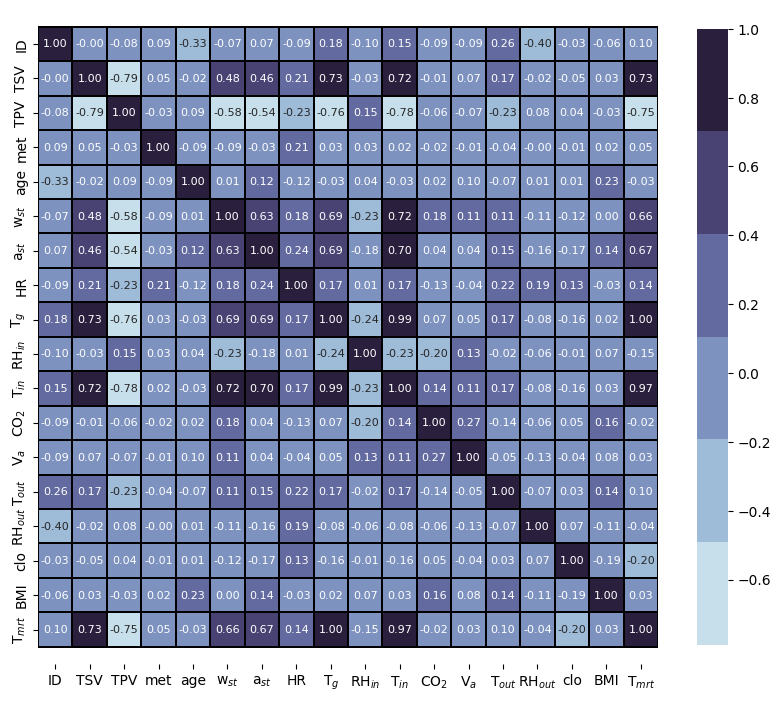 ID 1.00 -0.00 -0.08 0.09 -0.33 -0.07 0.07 -0.09 0.18 -0.10 0.15 -0.09 -0.09 0.26 -0.40 -0.03 -0.06 0.10
TSV -0.00 1.00 -0.79 0.05 -0.02 0.48 0.46 0.21 0.73 -0.03 0.72 -0.01 0.07 0.17 -0.02 -0.05 0.03 0.73
TPV -0.08 -0.79 1.00 -0.03 0.09 -0.58 -0.54 -0.23 -0.76 0.15 -0.78 -0.06 -0.07 -0.23 0.08 0.04 -0.03 -0.75
met 0.09 0.05 -0.03 1.00 -0.09 -0.09 -0.03 0.21 0.03 0.03 0.02 -0.02 -0.01 -0.04 -0.00 -0.01 0.02 0.05
age -0.33 -0.02 0.09 -0.09 1.00 0.01 0.12 -0.12 -0.03 0.04 -0.03 0.02 0.10 -0.07 0.01 0.01 0.23 -0.03
w_st -0.07 0.48 -0.58 -0.09 0.01 1.00 0.63 0.18 0.69 -0.23 0.72 0.18 0.11 0.11 -0.11 -0.12 0.00 0.66
a_st 0.07 0.46 -0.54 -0.03 0.12 0.63 1.00 0.24 0.69 -0.18 0.70 0.04 0.04 0.15 -0.16 -0.17 0.14 0.67
HR -0.09 0.21 -0.23 0.21 -0.12 0.18 0.24 1.00 0.17 0.01 0.17 -0.13 -0.04 0.22 0.19 0.13 -0.03 0.14
T_g 0.18 0.73 -0.76 0.03 -0.03 0.69 0.69 0.17 1.00 -0.24 0.99 0.07 0.05 0.17 -0.08 -0.16 0.02 1.00
RH_in -0.10 -0.03 0.15 0.03 0.04 -0.23 -0.18 0.01 -0.24 1.00 -0.23 -0.20 0.13 -0.02 -0.06 -0.01 0.07 -0.15
T_in 0.15 0.72 -0.78 0.02 -0.03 0.72 0.70 0.17 0.99 -0.23 1.00 0.14 0.11 0.17 -0.08 -0.16 0.03 0.97
CO₂ -0.09 -0.01 -0.06 -0.02 0.02 0.18 0.04 -0.13 0.07 -0.20 0.14 1.00 0.27 -0.14 -0.06 0.05 0.16 -0.02
V_a -0.09 0.07 -0.07 -0.01 0.10 0.11 0.04 -0.04 0.05 0.13 0.11 0.27 1.00 -0.05 -0.13 -0.04 0.08 0.03
T_out 0.26 0.17 -0.23 -0.04 -0.07 0.11 0.15 0.22 0.17 -0.02 0.17 -0.14 -0.05 1.00 -0.07 0.03 0.14 0.10
RH_out -0.40 -0.02 0.08 -0.00 0.01 -0.11 -0.16 0.19 -0.08 -0.06 -0.08 -0.06 -0.13 -0.07 1.00 0.07 -0.11 -0.04
clo -0.03 -0.05 0.04 -0.01 0.01 -0.12 -0.17 0.13 -0.16 -0.01 -0.16 0.05 -0.04 0.03 0.07 1.00 -0.19 -0.20
BMI -0.06 0.03 -0.03 0.02 0.23 0.00 0.14 -0.03 0.02 0.07 0.03 0.16 0.08 0.14 -0.11 -0.19 1.00 0.03
T_mrt 0.10 0.73 -0.75 0.05 -0.03 0.66 0.67 0.14 1.00 -0.15 0.97 -0.02 0.03 0.10 -0.04 -0.20 0.03 1.00
ID TSV TPV met age w_st a_st HR T_g RH_in T_in CO₂ V_a T_out RH_out clo BMI T_mrt
1.0
0.8
0.6
0.4
0.2
0.0
−0.2
−0.4
−0.6